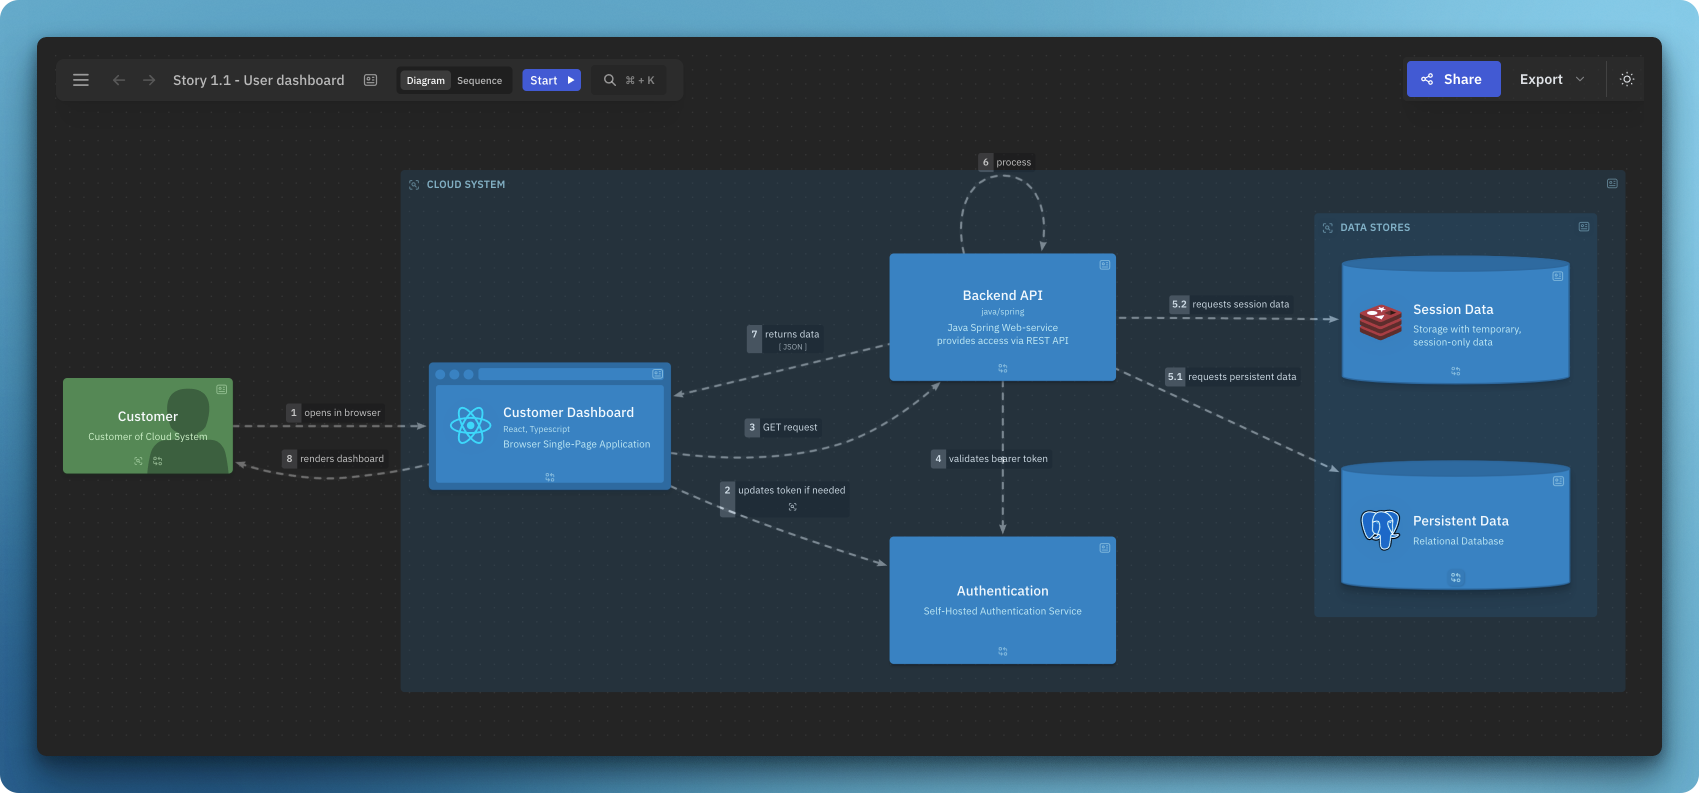 Story 1.1 - User dashboard
Diagram
Sequence
Start
⌘ + K
Share
Export
6 process
CLOUD SYSTEM
DATA STORES
Backend API
java/spring
Java Spring Web-service
provides access via REST API
5.2 requests session data
Session Data
Storage with temporary,
session-only data
7 returns data
[ JSON ]
5.1 requests persistent data
Customer
Customer of Cloud System
1 opens in browser
8 renders dashboard
Customer Dashboard
React, Typescript
Browser Single-Page Application
3 GET request
4 validates bearer token
2 updates token if needed
Persistent Data
Relational Database
Authentication
Self-Hosted Authentication Service